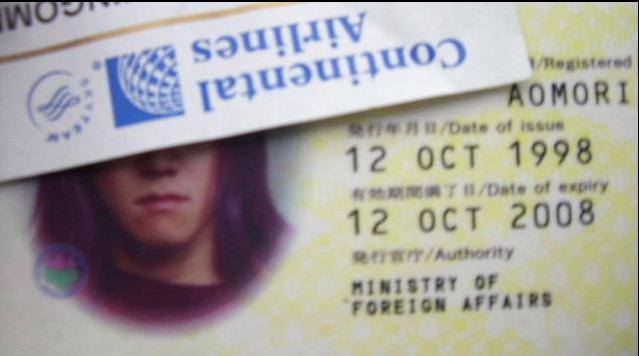 Continental
Airlines
SKYTEAM
/Registered
AOMORI
発行年月日/Date of issue
12 OCT 1998
有効期間満了日/Date of expiry
12 OCT 2008
発行官庁/Authority
MINISTRY OF
FOREIGN AFFAIRS